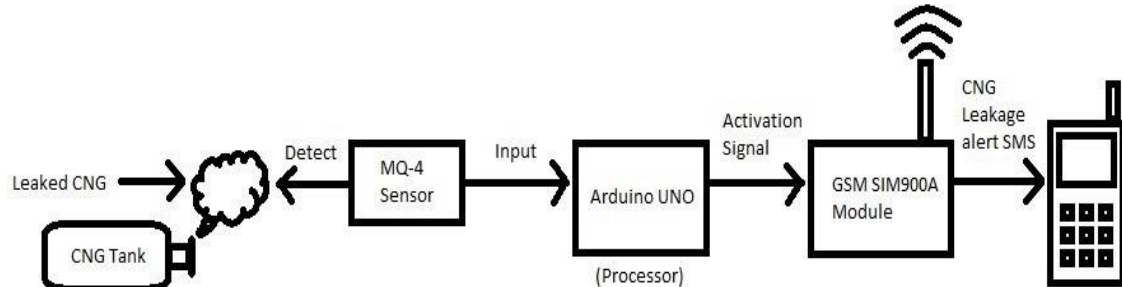 Leaked CNG
CNG Tank
Detect
MQ-4
Sensor
Input
Arduino UNO
(Processor)
Activation
Signal
GSM SIM900A
Module
CNG
Leakage
alert SMS